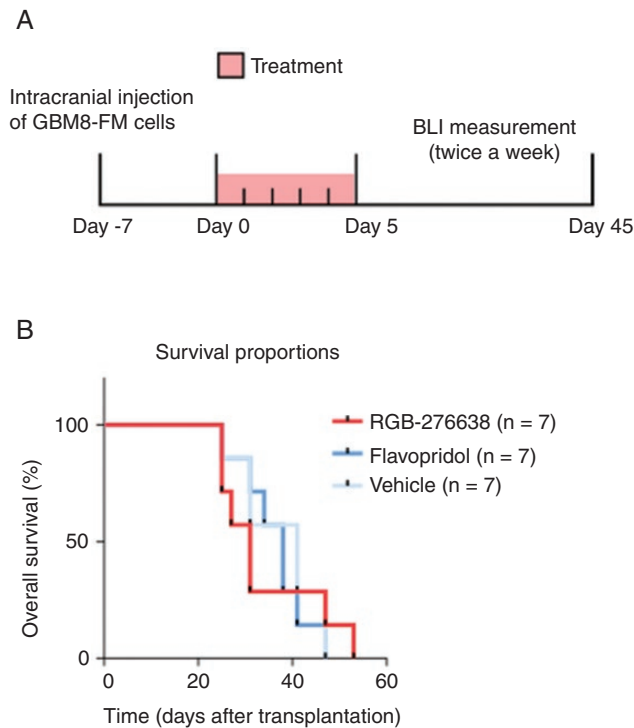 A
Treatment
Intracranial injection
of GBM8-FM cells
BLI measurement
(twice a week)
Day -7
Day 0
Day 5
Day 45
B
Survival proportions
RGB-276638 (n = 7)
Flavopridol (n = 7)
Vehicle (n = 7)
Overall survival (%)
100
50
0
0
20
40
60
Time (days after transplantation)